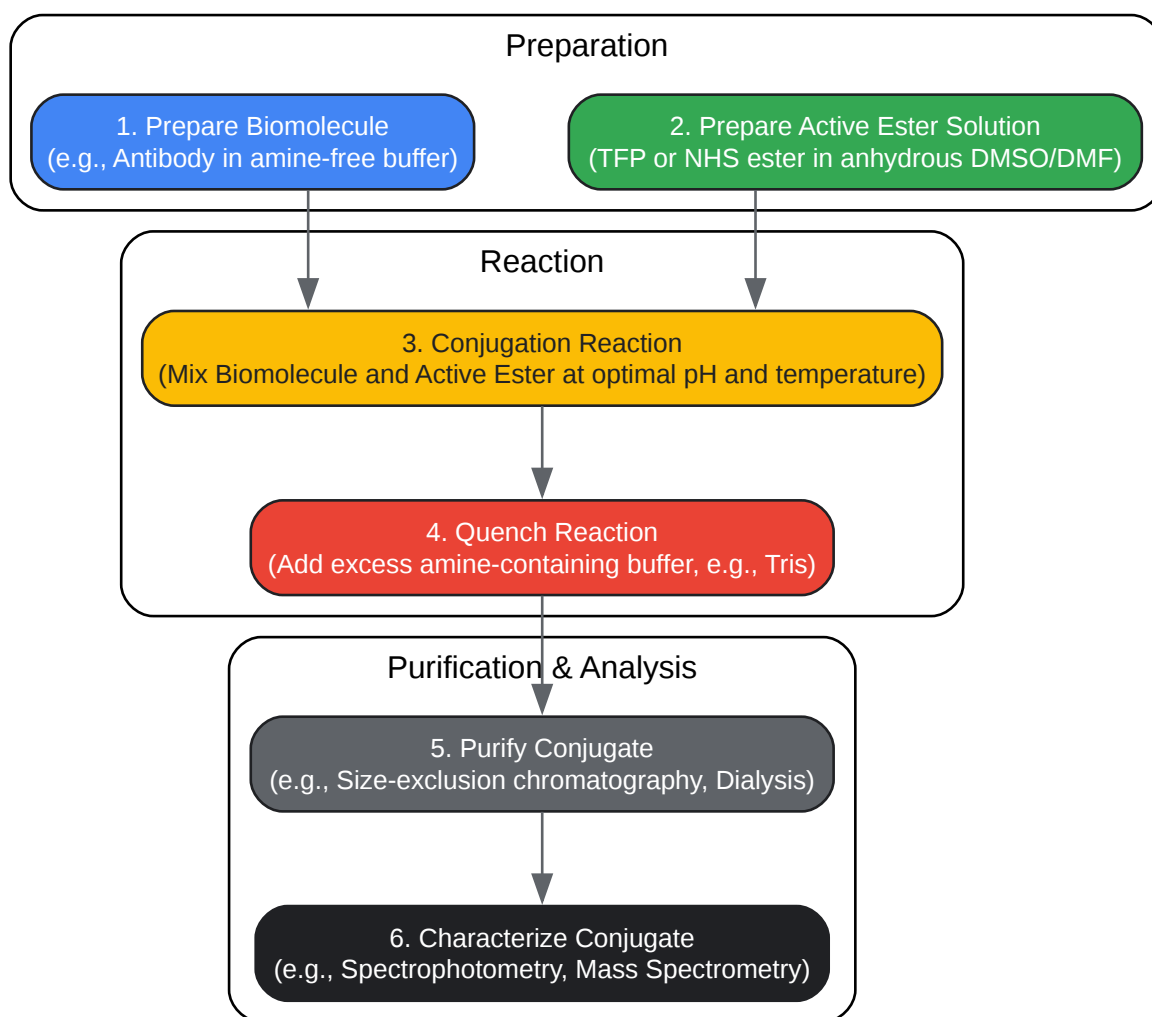 Preparation
1. Prepare Biomolecule
(e.g., Antibody in amine-free buffer)
2. Prepare Active Ester Solution
(TFP or NHS ester in anhydrous DMSO/DMF)
Reaction
3. Conjugation Reaction
(Mix Biomolecule and Active Ester at optimal pH and temperature)
4. Quench Reaction
(Add excess amine-containing buffer, e.g., Tris)
Purification & Analysis
5. Purify Conjugate
(e.g., Size-exclusion chromatography, Dialysis)
6. Characterize Conjugate
(e.g., Spectrophotometry, Mass Spectrometry)